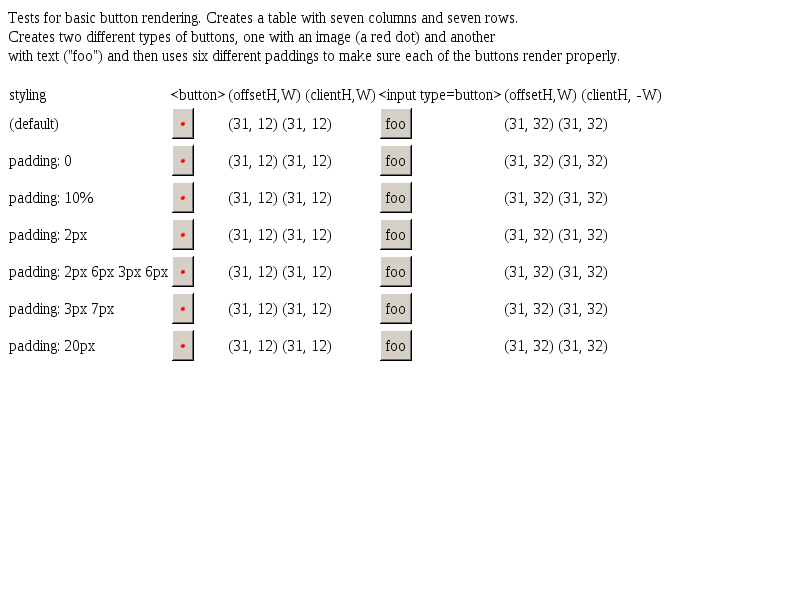 Tests for basic button rendering. Creates a table with seven columns and seven rows.
Creates two different types of buttons, one with an image (a red dot) and another
with text ("foo") and then uses six different paddings to make sure each of the buttons render properly.
styling <button> (offsetH,W) (clientH,W) <input type=button> (offsetH,W) (clientH, -W)
(default) (31, 12) (31, 12) foo (31, 32) (31, 32)
padding: 0 (31, 12) (31, 12) foo (31, 32) (31, 32)
padding: 10% (31, 12) (31, 12) foo (31, 32) (31, 32)
padding: 2px (31, 12) (31, 12) foo (31, 32) (31, 32)
padding: 2px 6px 3px 6px (31, 12) (31, 12) foo (31, 32) (31, 32)
padding: 3px 7px (31, 12) (31, 12) foo (31, 32) (31, 32)
padding: 20px (31, 12) (31, 12) foo (31, 32) (31, 32)